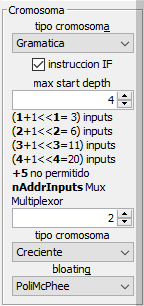 Cromosoma
tipo cromosoma
Gramatica
instruccion IF
max start depth
4
(1+1<<1= 3) inputs
(2+1<<2= 6) inputs
(3+1<<3=11) inputs
(4+1<<4=20) inputs
+5 no permitido
nAddrInputs Mux
Multiplexor
2
tipo cromosoma
Creciente
bloating
PoliMcPhee